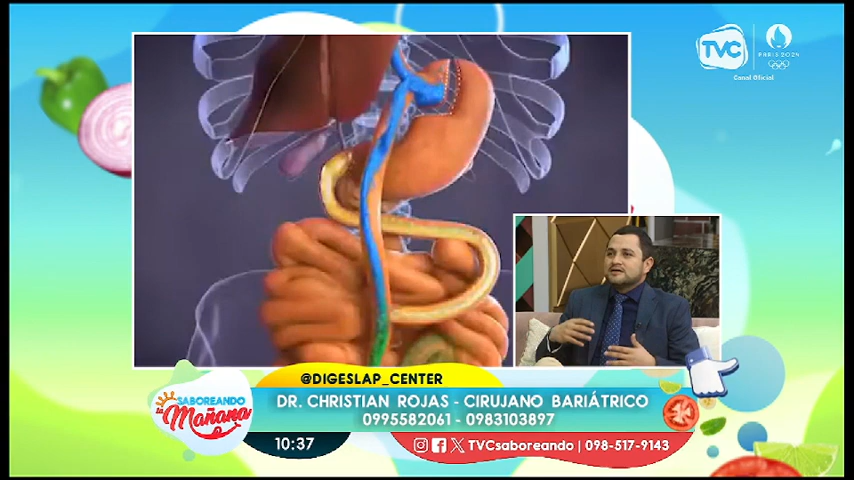 TVC
PARIS 2024
Canal Oficial
@DIGESLAP_CENTER
SABOREANDO
Mañana
DR. CHRISTIAN ROJAS - CIRUJANO BARIÁTRICO
0995582061 - 0983103897
10:37
TVCsaboreando | 098-517-9143